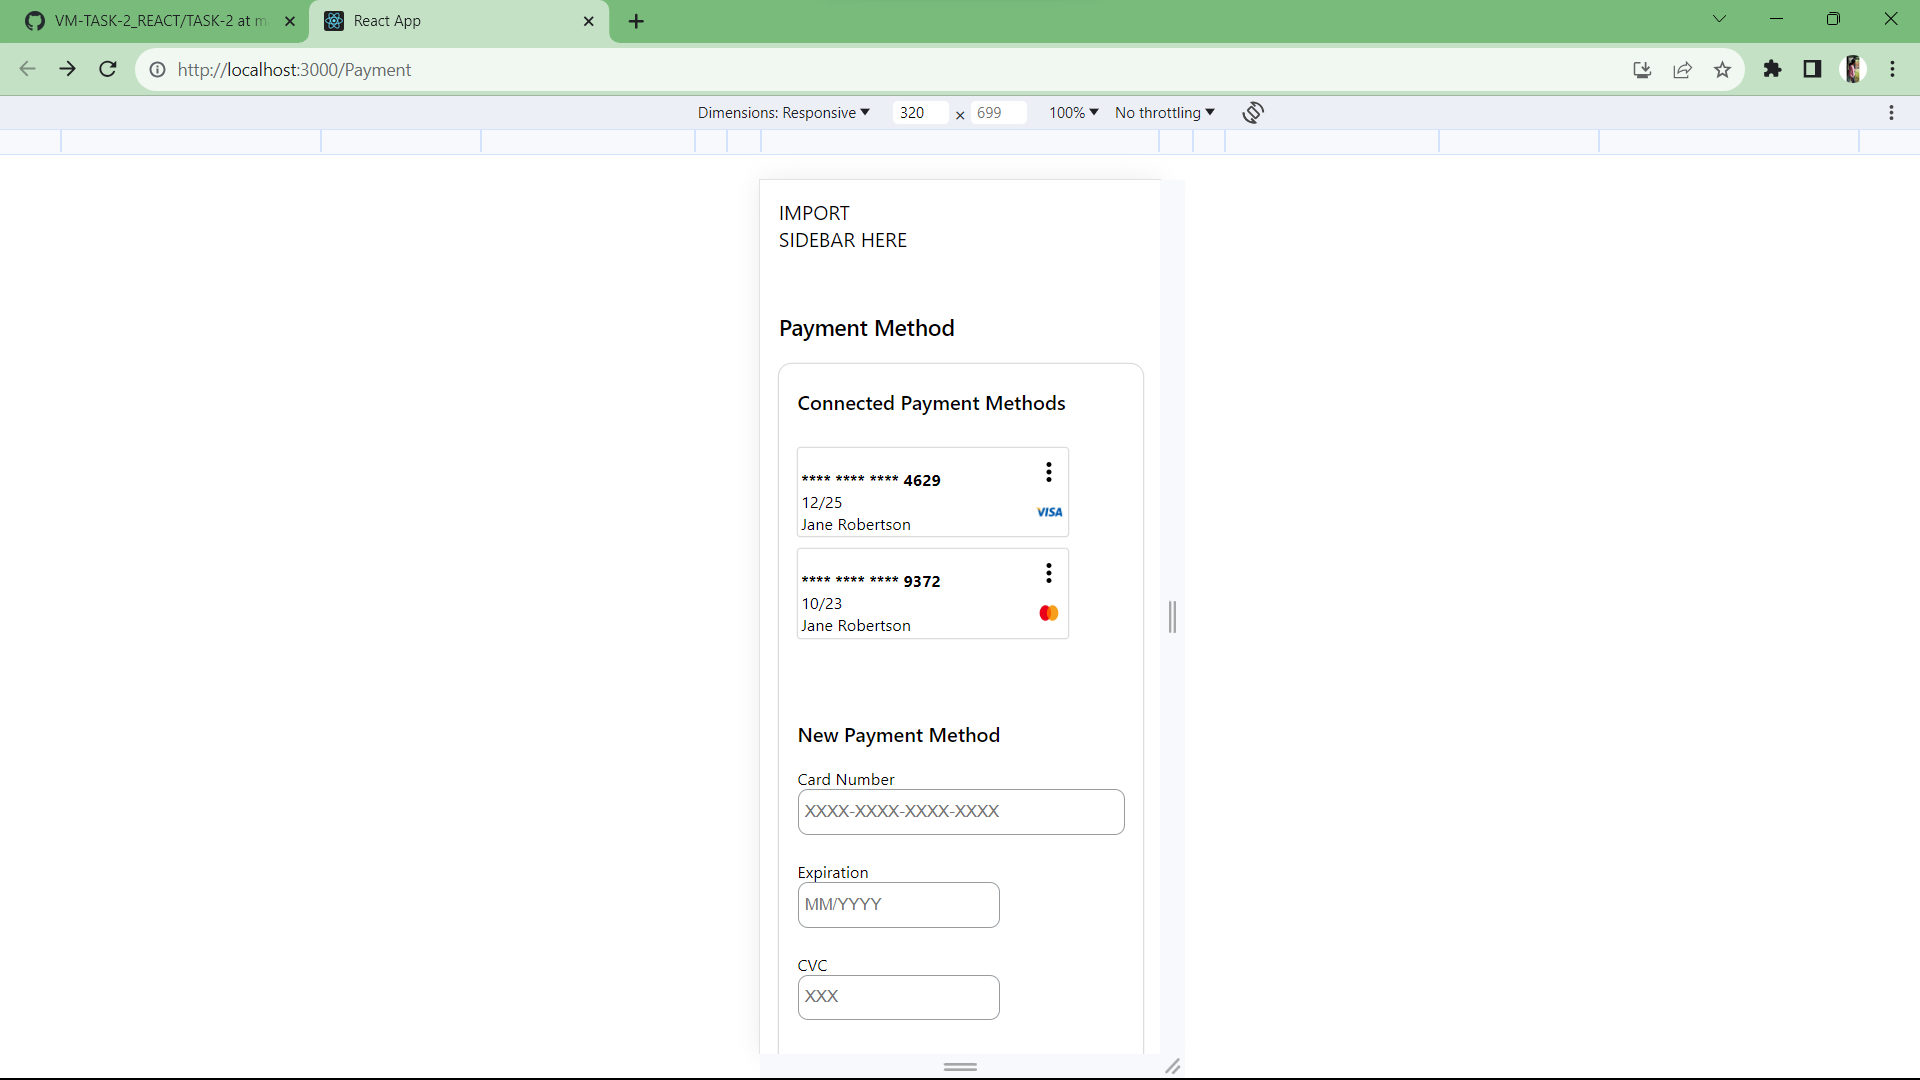 VM-TASK-2_REACT/TASK-2 at m
React App
http://localhost:3000/Payment
Dimensions: Responsive 320 × 699 100% No throttling
IMPORT
SIDEBAR HERE
Payment Method
Connected Payment Methods
**** **** **** 4629
12/25
VISA
Jane Robertson
**** **** **** 9372
10/23
Jane Robertson
New Payment Method
Card Number
XXXX-XXXX-XXXX-XXXX
Expiration
MM/YYYY
CVC
XXX